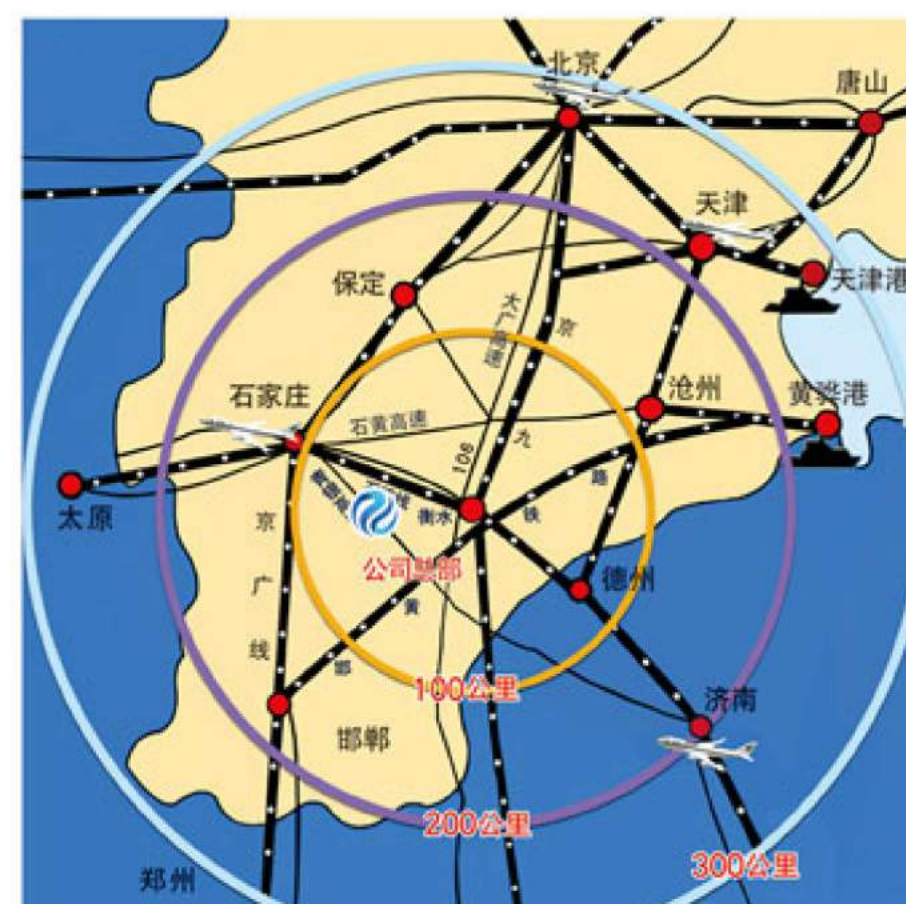 北京
唐山
天津
天津港
保定
大广高速
京
九
石家庄
沧州
黄骅港
石黄高速
106
路
铁
太原
衡水
公司总部
京
广
线
德州
黄
邯
100公里
济南
邯郸
200公里
300公里
郑州